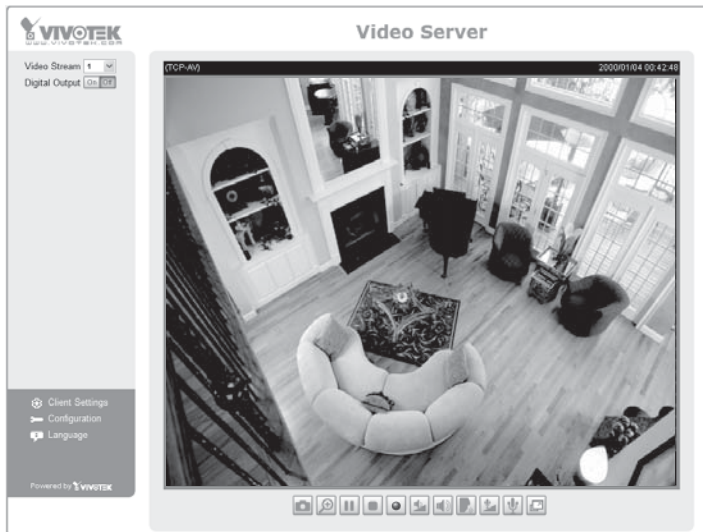 VIVOTEK
www.vivotek.com
Video Server
Video Stream 1
Digital Output On Off
(TCP-AV)
2000/01/04 00:42:48
Client Settings
Configuration
Language
Powered by VIVOTEK